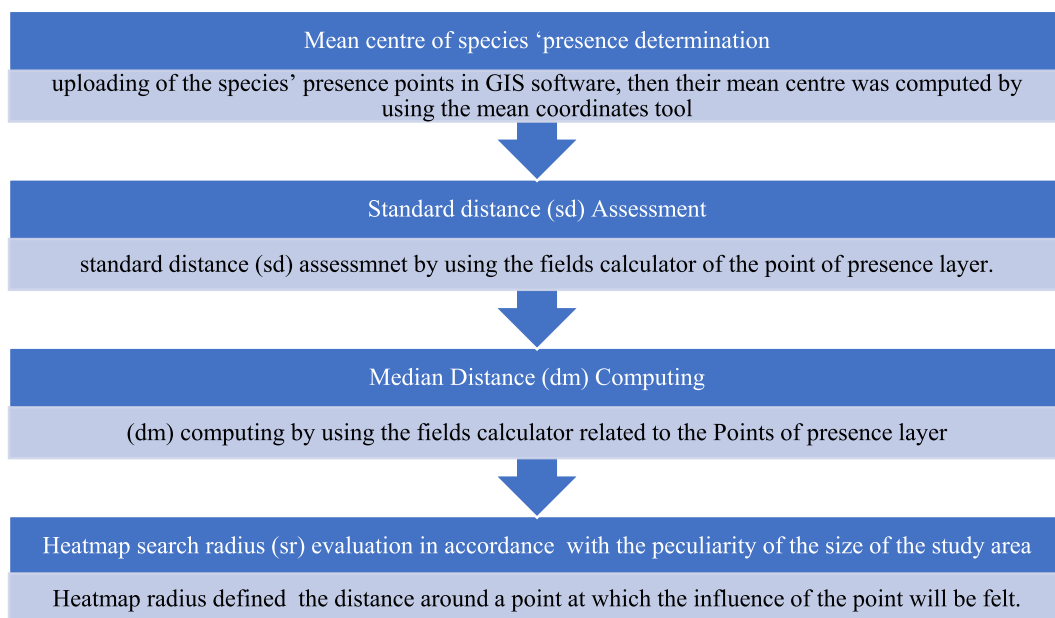 Mean centre of species ‘presence determination
uploading of the species’ presence points in GIS software, then their mean centre was computed by
using the mean coordinates tool
Standard distance (sd) Assessment
standard distance (sd) assessmnet by using the fields calculator of the point of presence layer.
Median Distance (dm) Computing
(dm) computing by using the fields calculator related to the Points of presence layer
Heatmap search radius (sr) evaluation in accordance with the peculiarity of the size of the study area
Heatmap radius defined the distance around a point at which the influence of the point will be felt.